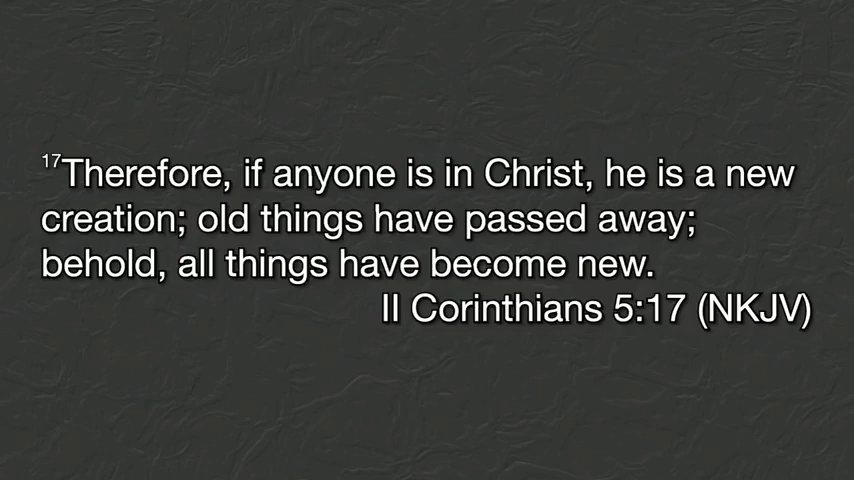 17Therefore, if anyone is in Christ, he is a new
creation; old things have passed away;
behold, all things have become new.
II Corinthians 5:17 (NKJV)